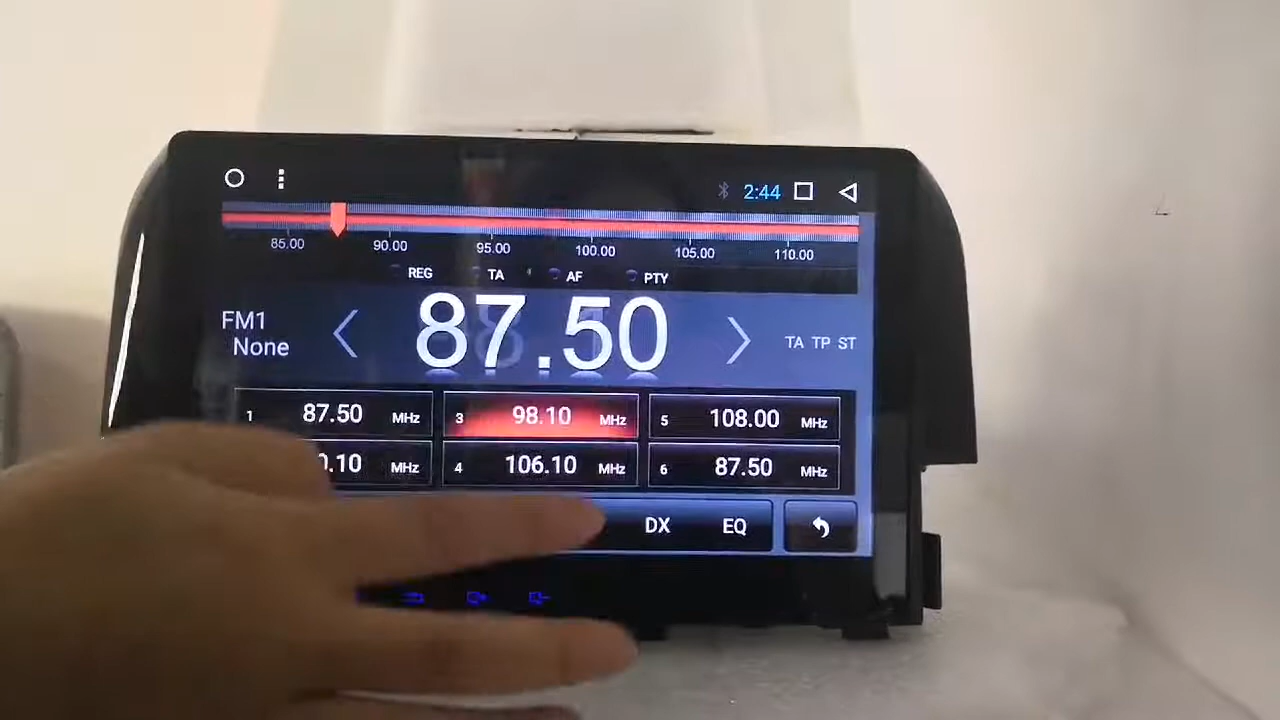 2:44
85.00 90.00 95.00 100.00 105.00 110.00
REG TA AF PTY
FM1
None
87.50
TA TP ST
1 87.50 MHz 3 98.10 MHz 5 108.00 MHz
MHz 4 106.10 MHz 6 87.50 MHz
DX EQ